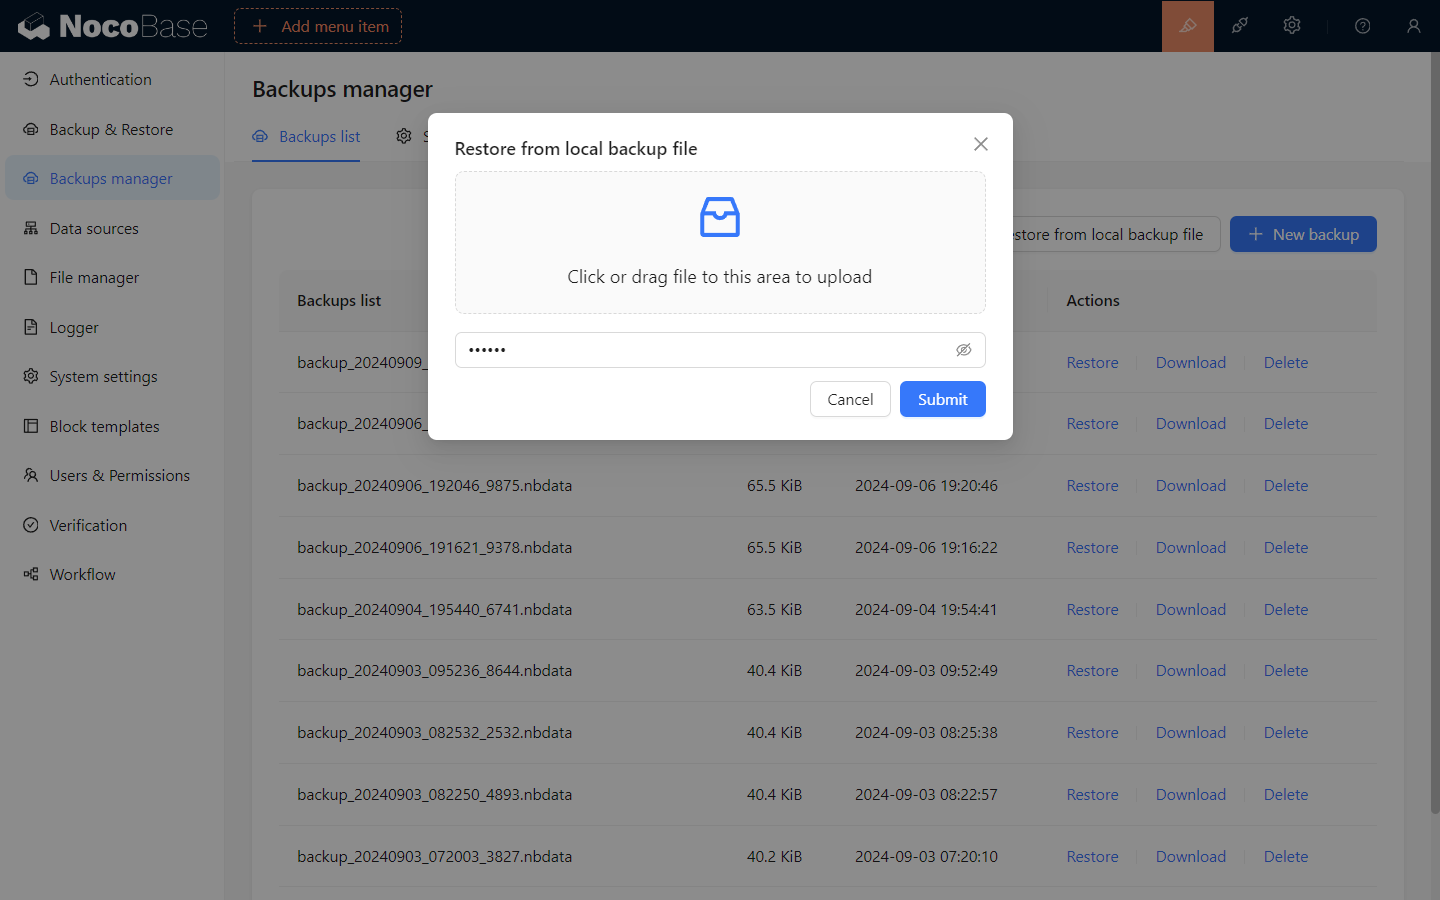 NocoBase
Add menu item
Authentication
Backup & Restore
Backups manager
Data sources
File manager
Logger
System settings
Block templates
Users & Permissions
Verification
Workflow
Backups manager
Backups list
Restore from local backup file
Click or drag file to this area to upload
••••••
Cancel Submit
estore from local backup file
New backup
Backups list Actions
backup_20240909_ Restore Download Delete
backup_20240906_ Restore Download Delete
backup_20240906_192046_9875.nbdata 65.5 KiB 2024-09-06 19:20:46 Restore Download Delete
backup_20240906_191621_9378.nbdata 65.5 KiB 2024-09-06 19:16:22 Restore Download Delete
backup_20240904_195440_6741.nbdata 63.5 KiB 2024-09-04 19:54:41 Restore Download Delete
backup_20240903_095236_8644.nbdata 40.4 KiB 2024-09-03 09:52:49 Restore Download Delete
backup_20240903_082532_2532.nbdata 40.4 KiB 2024-09-03 08:25:38 Restore Download Delete
backup_20240903_082250_4893.nbdata 40.4 KiB 2024-09-03 08:22:57 Restore Download Delete
backup_20240903_072003_3827.nbdata 40.2 KiB 2024-09-03 07:20:10 Restore Download Delete